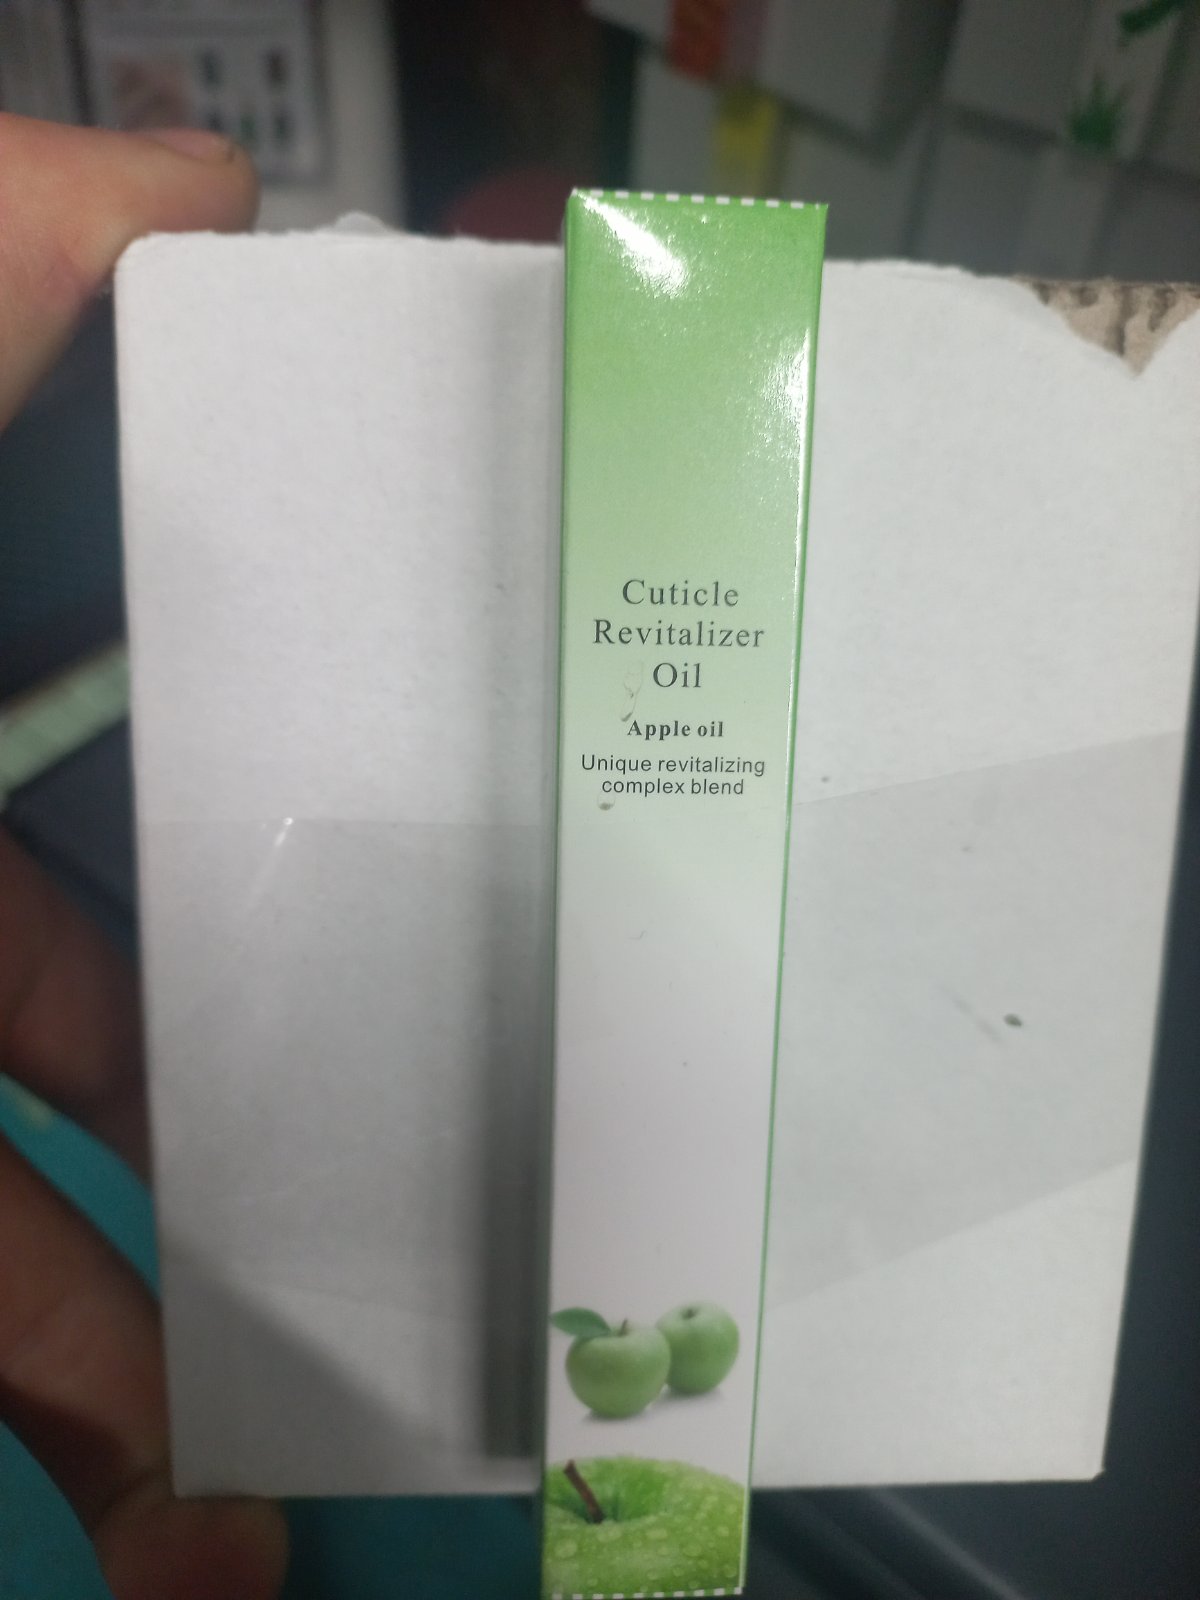 Cuticle
Revitalizer
Oil
Apple oil
Unique revitalizing
complex blend